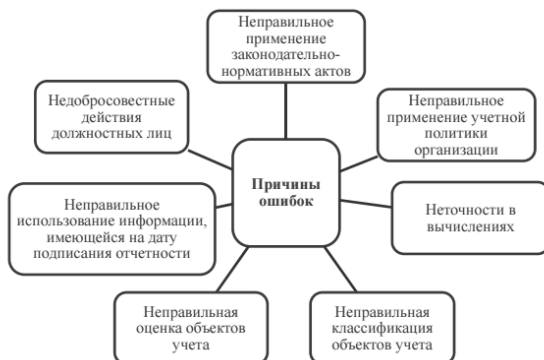 Неправильное
применение
законодательно-
нормативных актов
Недобросовестные
действия
должностных лиц
Неправильное
применение учетной
политики
организации
Причины
ошибок
Неправильное
использование информации,
имеющейся на дату
подписания отчетности
Неточности в
вычислениях
Неправильная
оценка объектов
учета
Неправильная
классификация
объектов учета